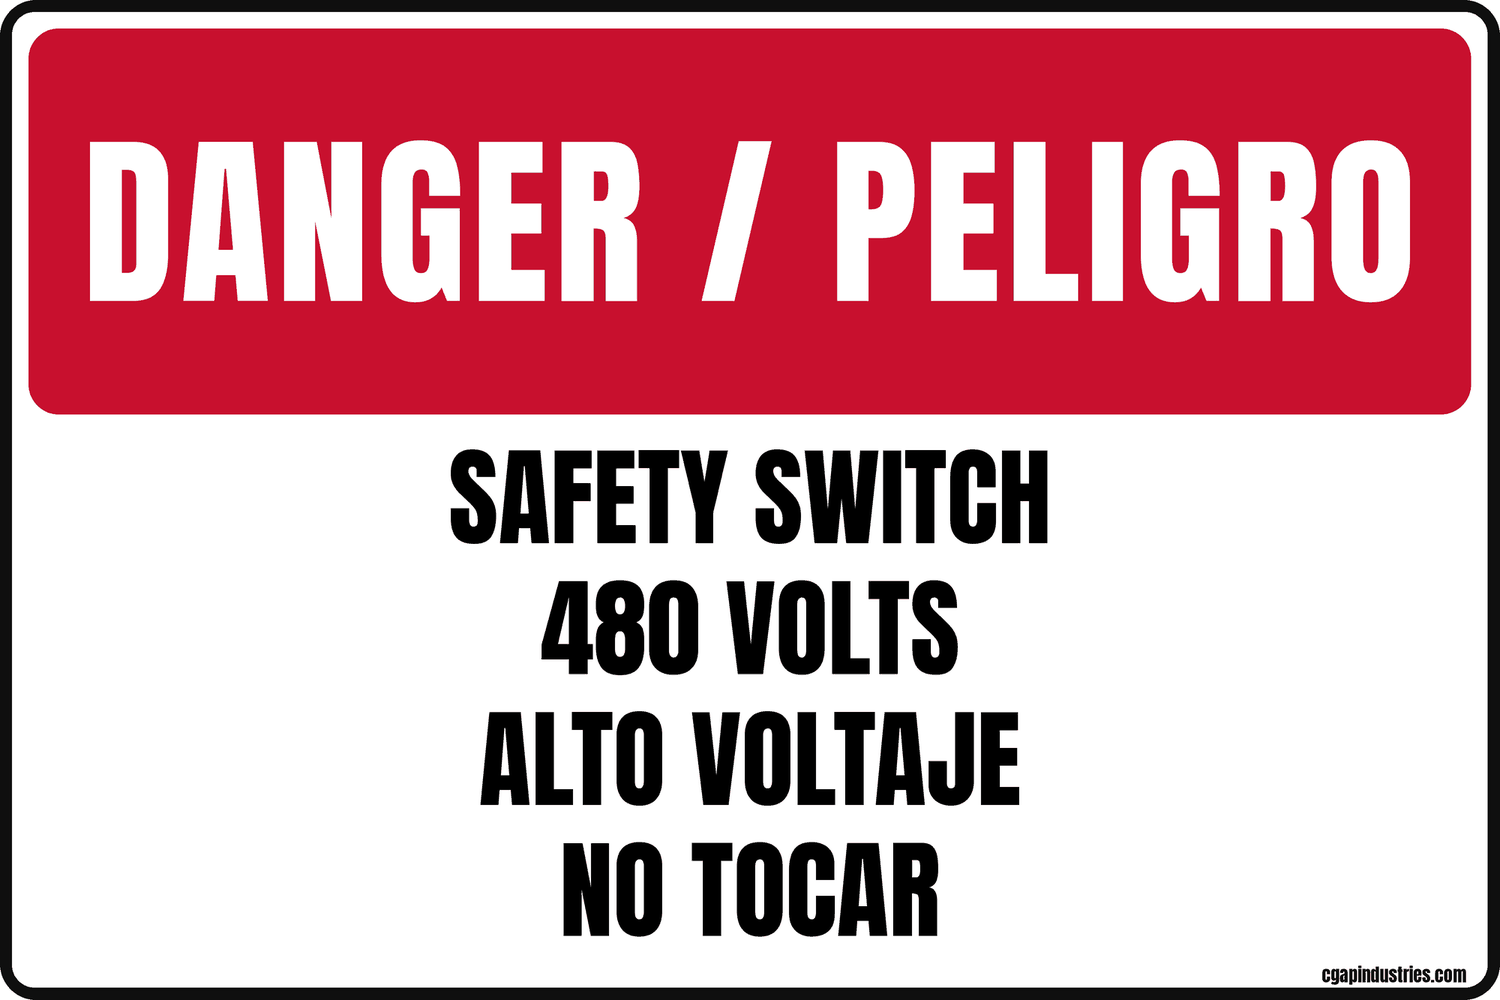 DANGER / PELIGRO
SAFETY SWITCH
480 VOLTS
ALTO VOLTAJE
NO TOCAR
cgapindustries.com